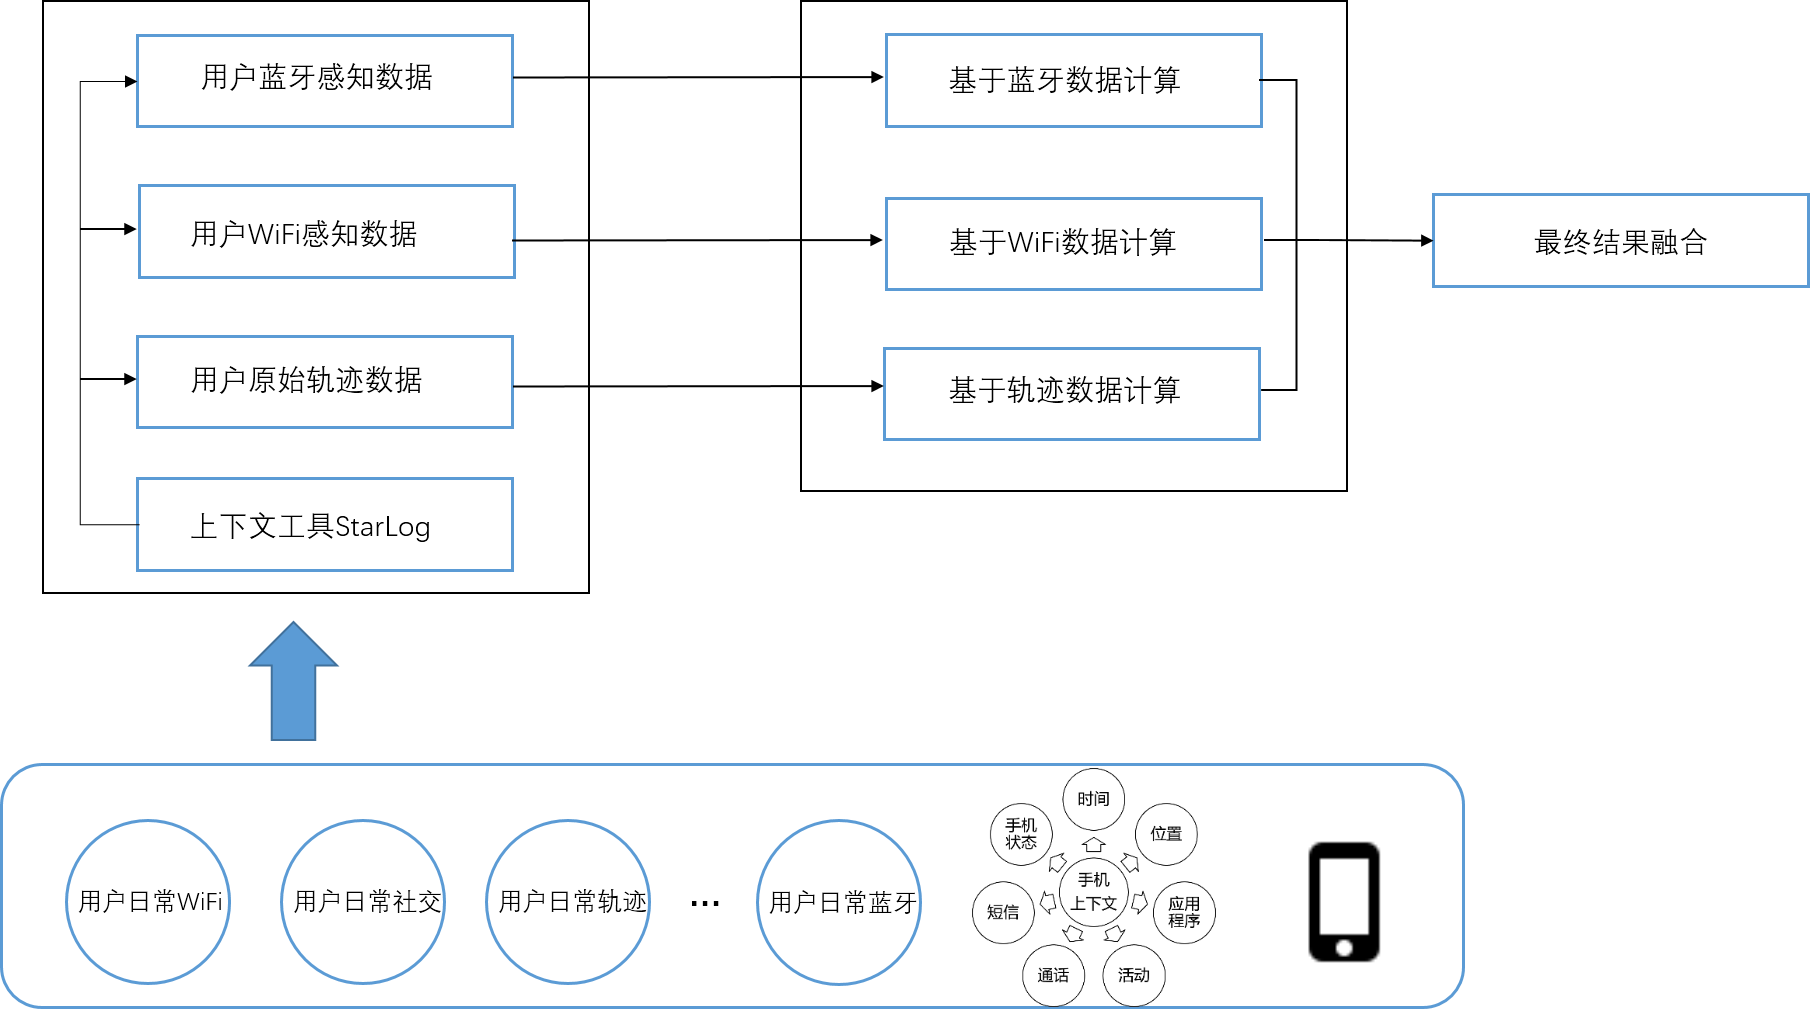 用户蓝牙感知数据
基于蓝牙数据计算
用户WiFi感知数据
基于WiFi数据计算
最终结果融合
用户原始轨迹数据
基于轨迹数据计算
上下文工具StarLog
用户日常WiFi
用户日常社交
用户日常轨迹
...
用户日常蓝牙
时间
手机
状态
位置
手机
上下文
短信
应用
程序
通话
活动